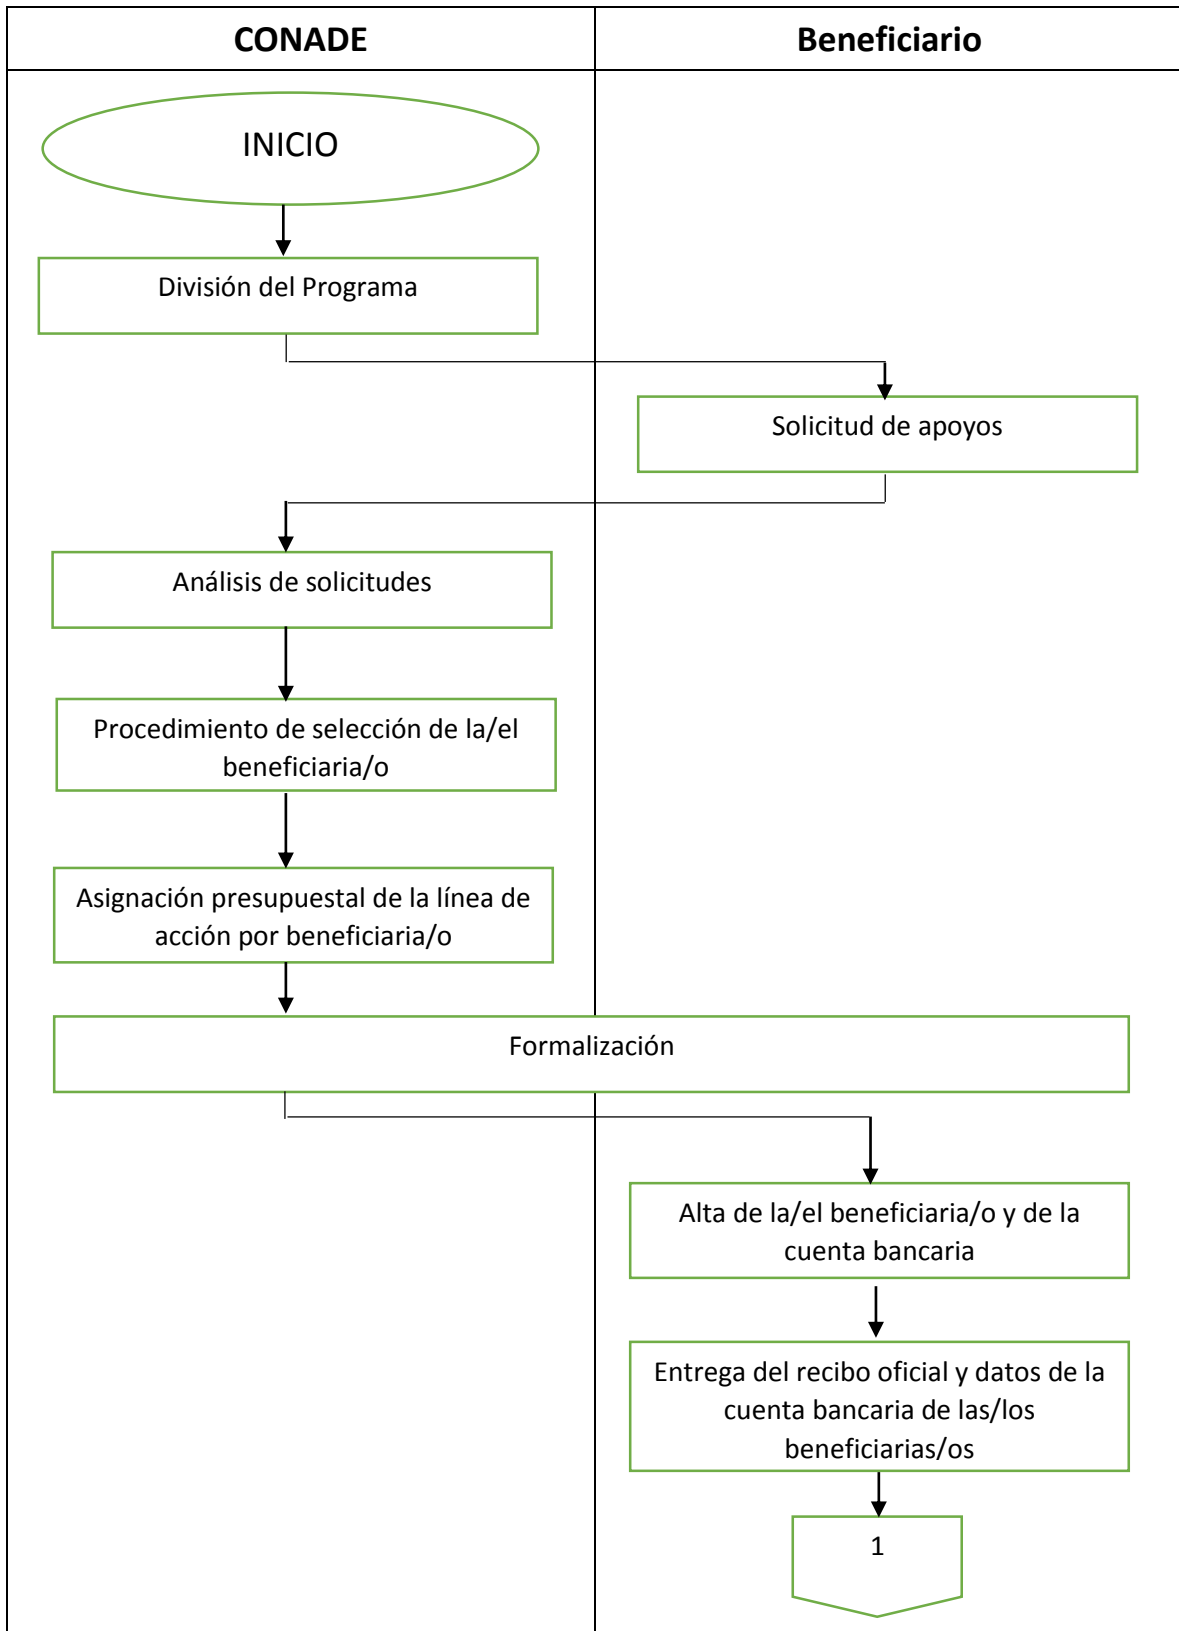 CONADE
Beneficiario
INICIO
División del Programa
Solicitud de apoyos
Análisis de solicitudes
Procedimiento de selección de la/el
beneficiaria/o
Asignación presupuestal de la línea de
acción por beneficiaria/o
Formalización
Alta de la/el beneficiaria/o y de la
cuenta bancaria
Entrega del recibo oficial y datos de la
cuenta bancaria de las/los
beneficiarias/os
1